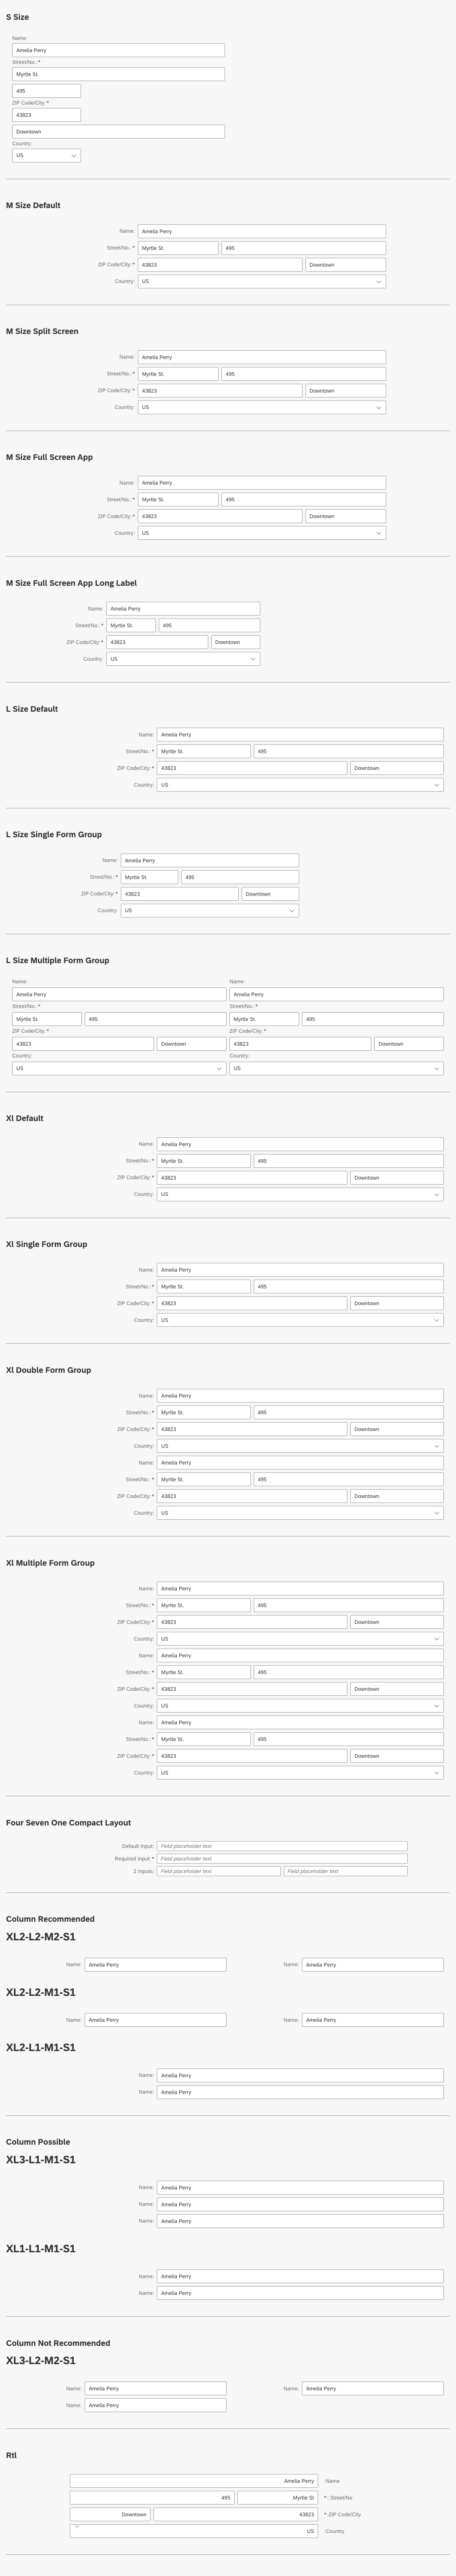 S Size
Name:
Amelia Perry
Street/No.: *
Myrtle St.
495
ZIP Code/City: *
43823
Downtown
Country:
US
M Size Default
Name: Amelia Perry
Street/No.: * Myrtle St. 495
ZIP Code/City: * 43823 Downtown
Country: US
M Size Split Screen
Name: Amelia Perry
Street/No.: * Myrtle St. 495
ZIP Code/City: * 43823 Downtown
Country: US
M Size Full Screen App
Name: Amelia Perry
Street/No.: * Myrtle St. 495
ZIP Code/City: * 43823 Downtown
Country: US
M Size Full Screen App Long Label
Name: Amelia Perry
Street/No.: * Myrtle St. 495
ZIP Code/City: * 43823 Downtown
Country: US
L Size Default
Name: Amelia Perry
Street/No.: * Myrtle St. 495
ZIP Code/City: * 43823 Downtown
Country: US
L Size Single Form Group
Name: Amelia Perry
Street/No.: * Myrtle St. 495
ZIP Code/City: * 43823 Downtown
Country: US
L Size Multiple Form Group
Name: Name:
Amelia Perry Amelia Perry
Street/No.: * Street/No.: *
Myrtle St. 495 Myrtle St. 495
ZIP Code/City: * ZIP Code/City: *
43823 Downtown 43823 Downtown
Country: Country:
US US
Xl Default
Name: Amelia Perry
Street/No.: * Myrtle St. 495
ZIP Code/City: * 43823 Downtown
Country: US
Xl Single Form Group
Name: Amelia Perry
Street/No.: * Myrtle St. 495
ZIP Code/City: * 43823 Downtown
Country: US
Xl Double Form Group
Name: Amelia Perry
Street/No.: * Myrtle St. 495
ZIP Code/City: * 43823 Downtown
Country: US
Name: Amelia Perry
Street/No.: * Myrtle St. 495
ZIP Code/City: * 43823 Downtown
Country: US
Xl Multiple Form Group
Name: Amelia Perry
Street/No.: * Myrtle St. 495
ZIP Code/City: * 43823 Downtown
Country: US
Name: Amelia Perry
Street/No.: * Myrtle St. 495
ZIP Code/City: * 43823 Downtown
Country: US
Name: Amelia Perry
Street/No.: * Myrtle St. 495
ZIP Code/City: * 43823 Downtown
Country: US
Four Seven One Compact Layout
Default Input: Field placeholder text
Required Input: * Field placeholder text
2 Inputs: Field placeholder text Field placeholder text
Column Recommended
XL2-L2-M2-S1
Name: Amelia Perry Name: Amelia Perry
XL2-L2-M1-S1
Name: Amelia Perry Name: Amelia Perry
XL2-L1-M1-S1
Name: Amelia Perry
Name: Amelia Perry
Column Possible
XL3-L1-M1-S1
Name: Amelia Perry
Name: Amelia Perry
Name: Amelia Perry
XL1-L1-M1-S1
Name: Amelia Perry
Name: Amelia Perry
Column Not Recommended
XL3-L2-M2-S1
Name: Amelia Perry Name: Amelia Perry
Name: Amelia Perry
Rtl
Amelia Perry :Name
495 .Myrtle St * :.Street/No
Downtown 43823 * :ZIP Code/City
US :Country